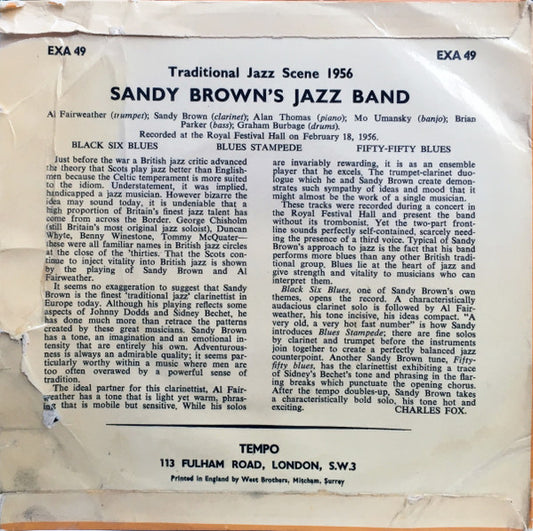 EXA 49
EXA 49
Traditional Jazz Scene 1956
SANDY BROWN'S JAZZ BAND
Al Fairweather (trumpet); Sandy Brown (clarinet); Alan Thomas (piano); Mo Umansky (banjo); Brian
Parker (bass); Graham Burbage (drums).
Recorded at the Royal Festival Hall on February 18, 1956.
BLACK SIX BLUES BLUES STAMPEDE FIFTY-FIFTY BLUES
Just before the war a British jazz critic advanced
the theory that Scots play jazz better than English-
men because the Celtic temperament is more suited
to the idiom. Understatement, it was implied,
handicapped a jazz musician. However bizarre the
idea may sound today, it is undeniable that a
high proportion of Britain's finest jazz talent has
come from across the Border. George Chisholm
(still Britain's most original jazz soloist), Duncan
Whyte, Benny Winestone, Tommy McQuater—
these were all familiar names in British jazz circles
at the close of the 'thirties. That the Scots con-
tinue to inject vitality into British jazz is shown
by the playing of Sandy Brown and Al
Fairweather.
It seems no exaggeration to suggest that Sandy
Brown is the finest 'traditional jazz' clarinettist in
Europe today. Although his playing reflects some
aspects of Johnny Dodds and Sidney Bechet, he
has done much more than retrace the patterns
created by these great musicians. Sandy Brown
has a tone, an imagination and an emotional in-
tensity that are entirely his own. Adventurous-
ness is always an admirable quality; it seems par-
ticularly worthy within a music where men are
too often overawed by a powerful sense of
tradition.
The ideal partner for this clarinettist, Al Fair-
weather has a tone that is light yet warm, phras-
ing that is mobile but sensitive. While his solos
are invariably rewarding, it is as an ensemble
player that he excels. The trumpet-clarinet duo-
logue which he and Sandy Brown create demon-
strates such sympathy of ideas and mood that it
might almost be the work of a single musician.
These tracks were recorded during a concert in
the Royal Festival Hall and present the band
without its trombonist. Yet the two-part front-
line sounds perfectly self-contained, scarcely need-
ing the presence of a third voice. Typical of Sandy
Brown's approach to jazz is the fact that his band
performs more blues than any other British tradi-
tional group. Blues lie at the heart of jazz and
give strength and vitality to musicians who can
interpret them.
Black Six Blues, one of Sandy Brown's own
themes, opens the record. A characteristically
audacious clarinet solo is followed by Al Fair-
weather, his tone incisive, his ideas compact. "A
very old, a very hot fast number" is how Sandy
introduces Blues Stampede; there are fine solos
by clarinet and trumpet before the instruments
join together to create a perfectly balanced jazz
counterpoint. Another Sandy Brown tune, Fifty-
fifty blues, has the clarinettist exhibiting a trace
of Sidney's Bechet's tone and phrasing in the flar-
ing breaks which punctuate the opening chorus.
After the tempo doubles-up, Sandy Brown takes
a characteristically bold solo, his tone hot and
exciting. CHARLES FOX.
TEMPO
113 FULHAM ROAD, LONDON, S.W.3
Printed in England by West Brothers, Mitcham, Surrey